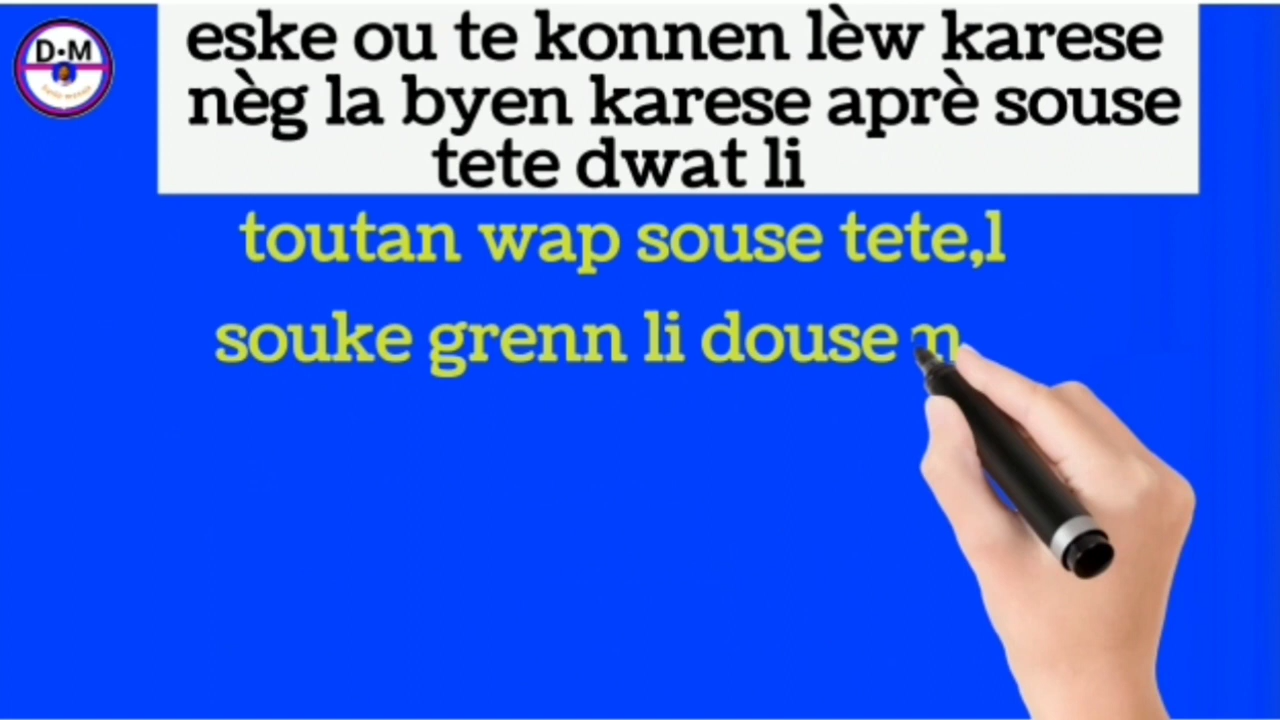 D•M
eske ou te konnen lèw karese
nèg la byen karese aprè souse
tete dwat li
toutan wap souse tete,l
souke grenn li douse